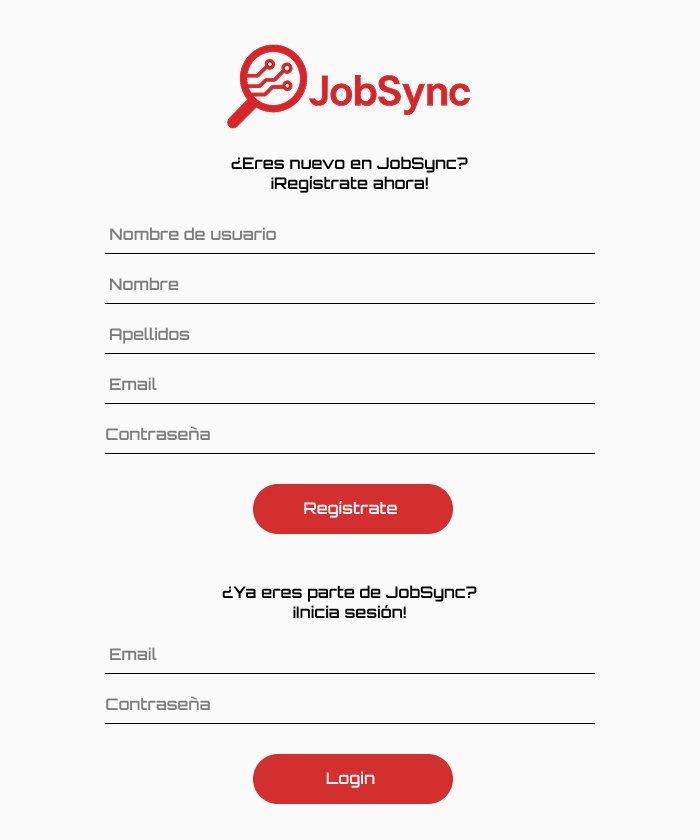 JobSync
¿Eres nuevo en JobSync?
¡Regístrate ahora!
Nombre de usuario
Nombre
Apellidos
Email
Contraseña
Regístrate
¿Ya eres parte de JobSync?
¡Inicia sesión!
Email
Contraseña
Login